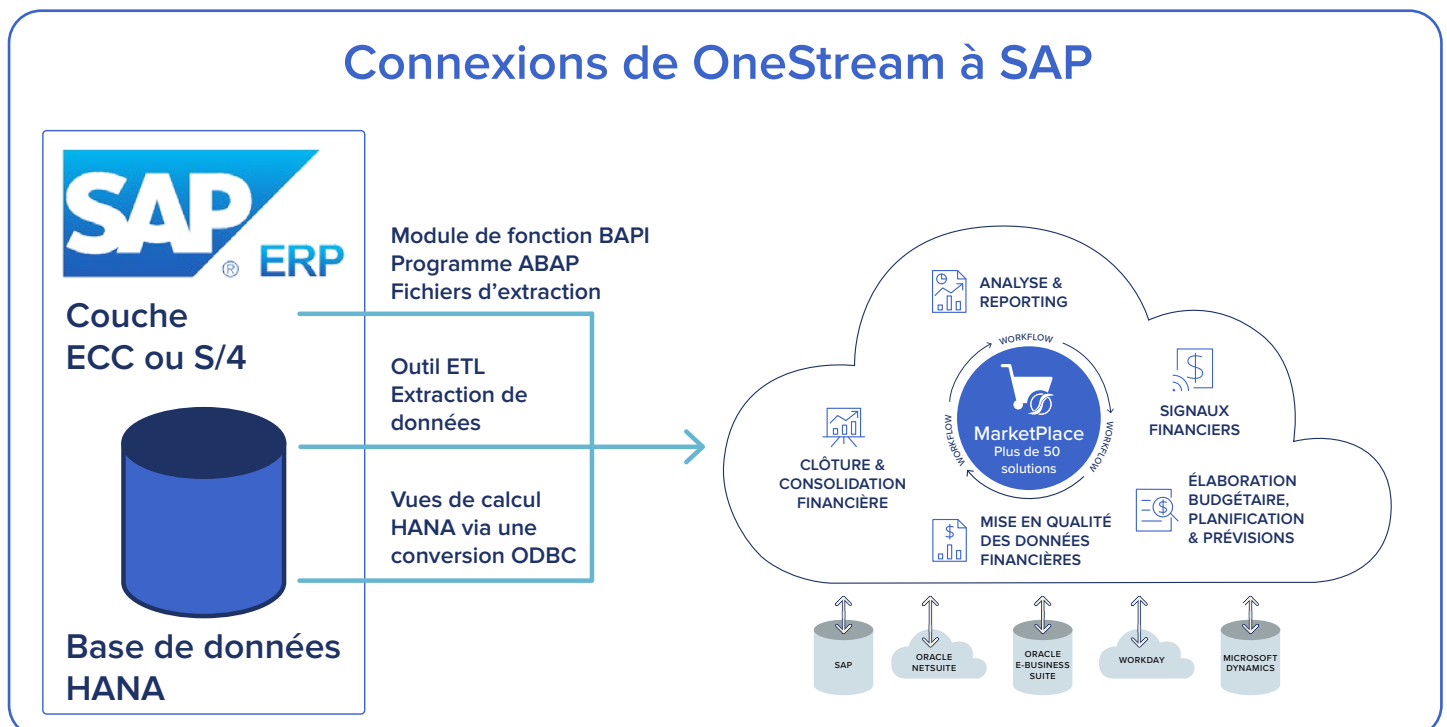 Connexions de OneStream à SAP
SAP
® ERP
Couche
ECC ou S/4
Base de données
HANA
Module de fonction BAPI
Programme ABAP
Fichiers d’extraction
Outil ETL
Extraction de
données
Vues de calcul
HANA via une
conversion ODBC
ANALYSE &
REPORTING
WORKFLOW
WORKFLOW
WORKFLOW
MarketPlace
Plus de 50
solutions
SIGNAUX
FINANCIERS
CLÔTURE &
CONSOLIDATION
FINANCIÈRE
ÉLABORATION
BUDGÉTAIRE,
PLANIFICATION
& PRÉVISIONS
MISE EN QUALITÉ
DES DONNÉES
FINANCIÈRES
SAP
ORACLE
NETSUITE
ORACLE
E-BUSINESS
SUITE
WORKDAY
MICROSOFT
DYNAMICS